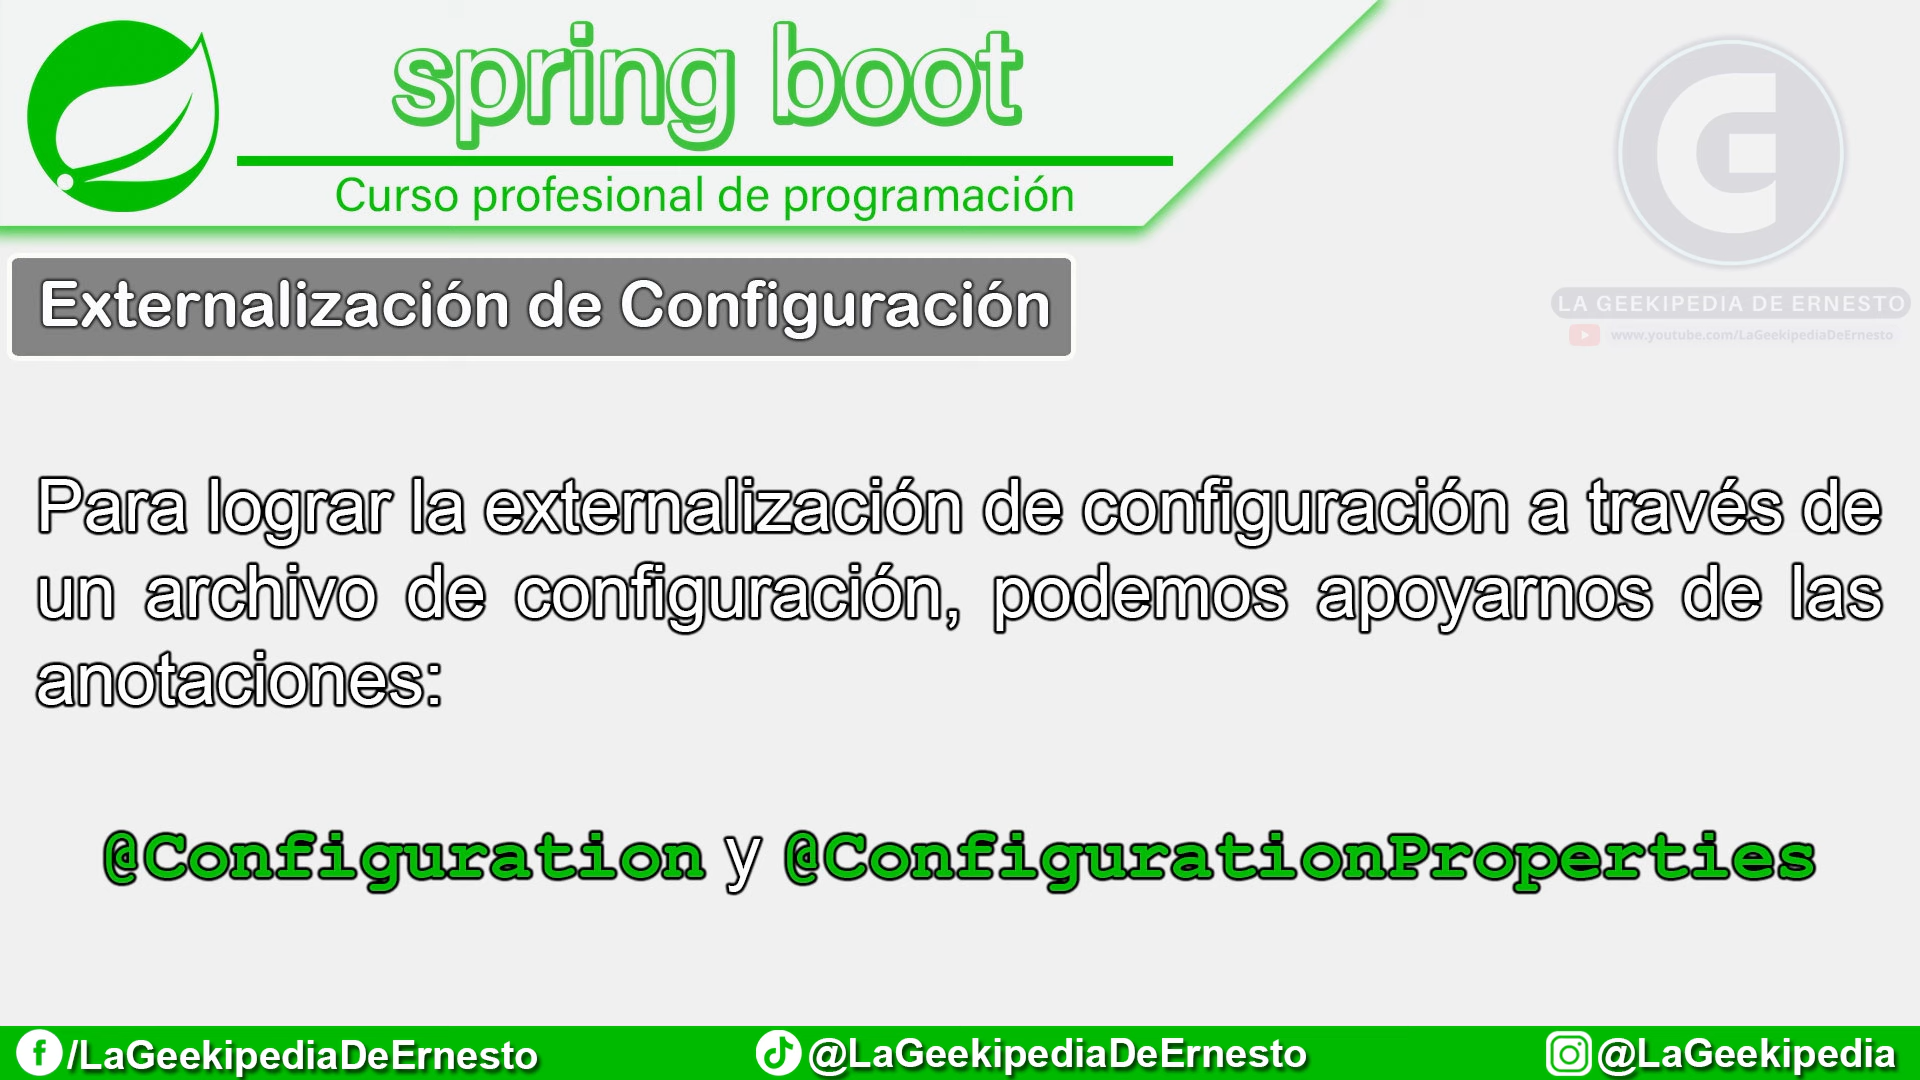 spring boot
Curso profesional de programación
LA GEEKIPEDIA DE ERNESTO
www.youtube.com/LaGeekipediaDeErnesto
Externalización de Configuración
Para lograr la externalización de configuración a través de
un archivo de configuración, podemos apoyarnos de las
anotaciones:
@Configuration y @ConfigurationProperties
/LaGeekipediaDeErnesto
@LaGeekipediaDeErnesto
@LaGeekipedia